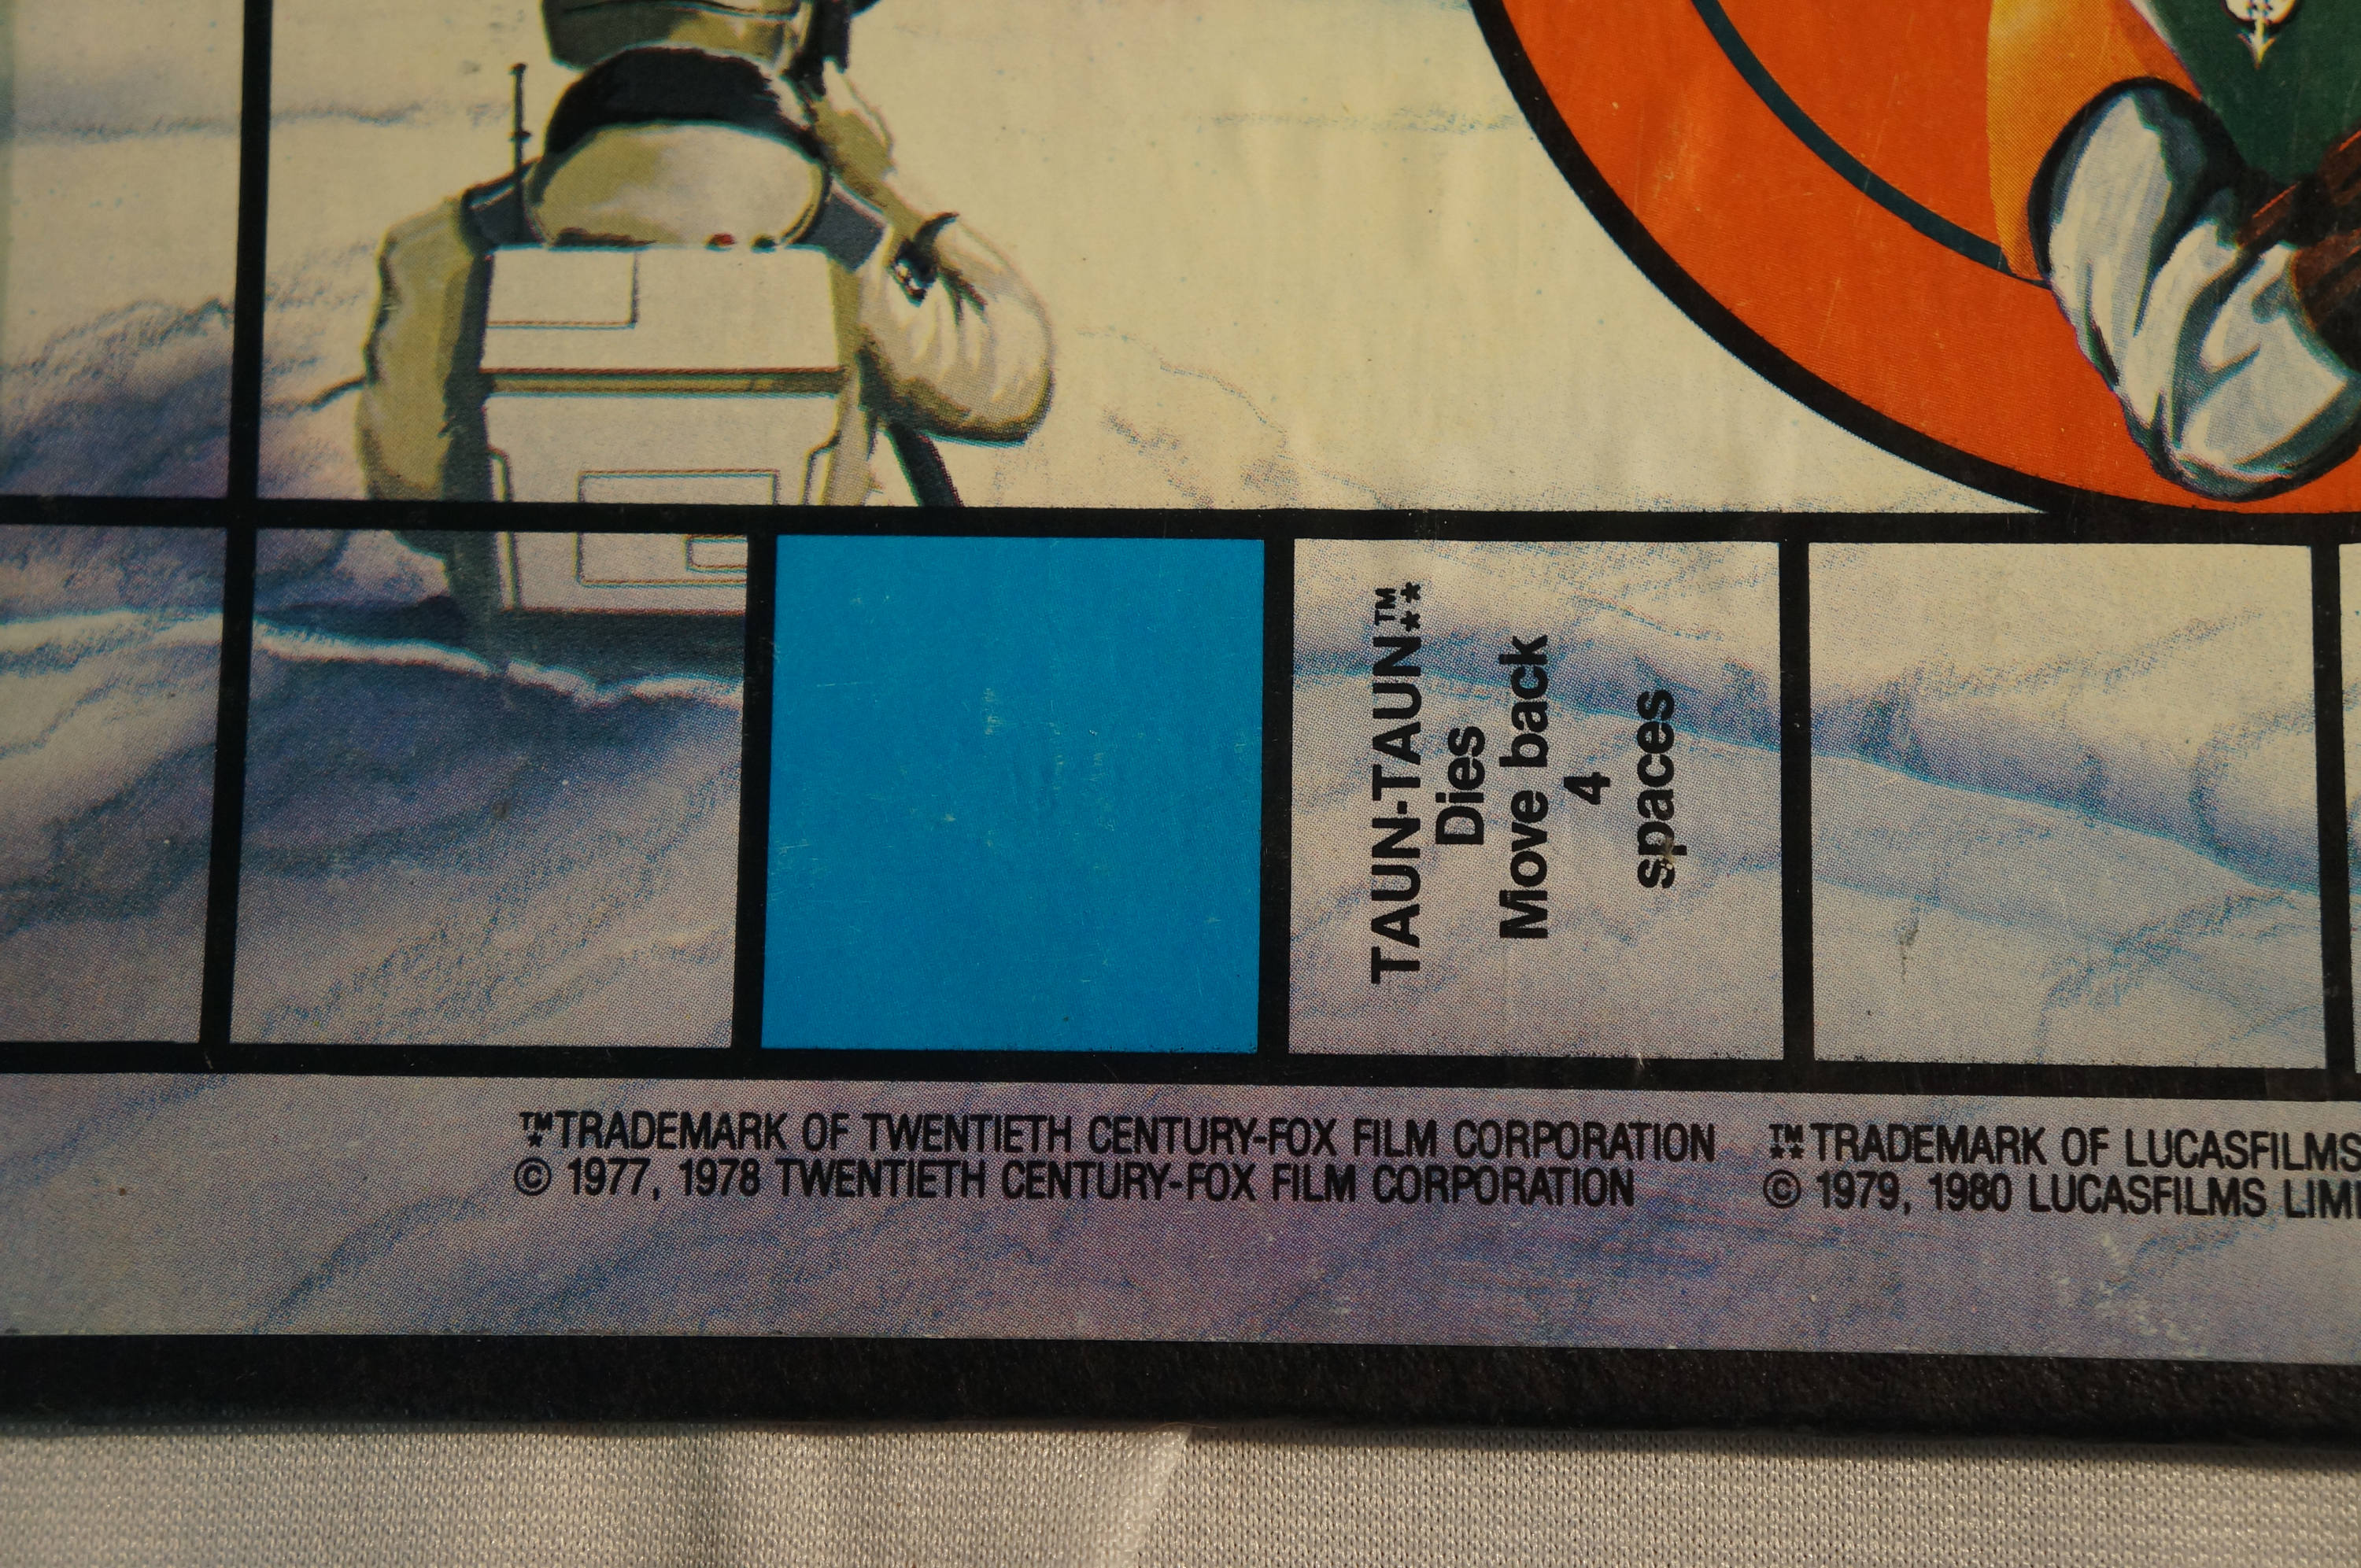 TAUN-TAUN™**
Dies
Move back
4
spaces
™*TRADEMARK OF TWENTIETH CENTURY-FOX FILM CORPORATION
© 1977, 1978 TWENTIETH CENTURY-FOX FILM CORPORATION
™**TRADEMARK OF LUCASFILMS
© 1979, 1980 LUCASFILMS LIMI